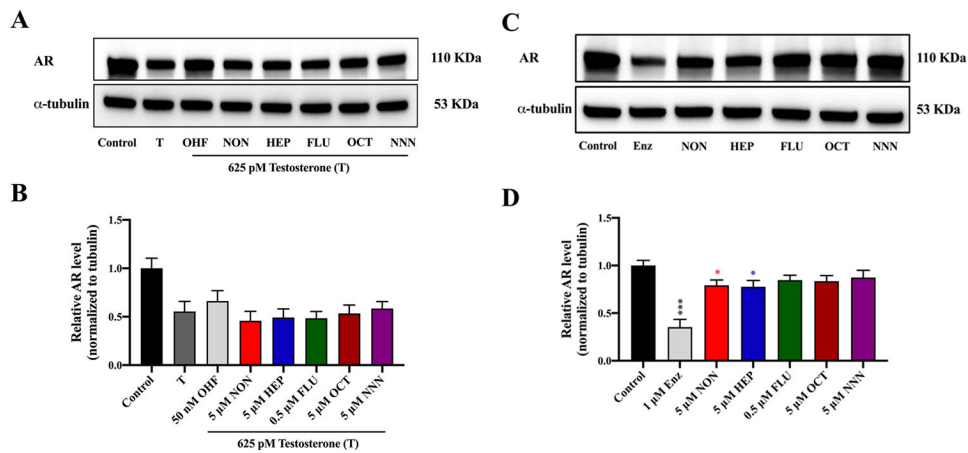 A
AR
110 KDa
α-tubulin
53 KDa
Control T OHF NON HEP FLU OCT NNN
625 pM Testosterone (T)
B
Relative AR level
(normalized to tubulin)
1.5
1.0
0.5
0.0
Control
T
50 nM OHF
5 µM NON
5 µM HEP
0.5 µM FLU
5 µM OCT
5 µM NNN
625 pM Testosterone (T)
C
AR
110 KDa
α-tubulin
53 KDa
Control Enz NON HEP FLU OCT NNN
D
Relative AR level
(normalized to tubulin)
1.5
1.0
0.5
0.0
***
*
*
Control
1 µM Enz
5 µM NON
5 µM HEP
0.5 µM FLU
5 µM OCT
5 µM NNN